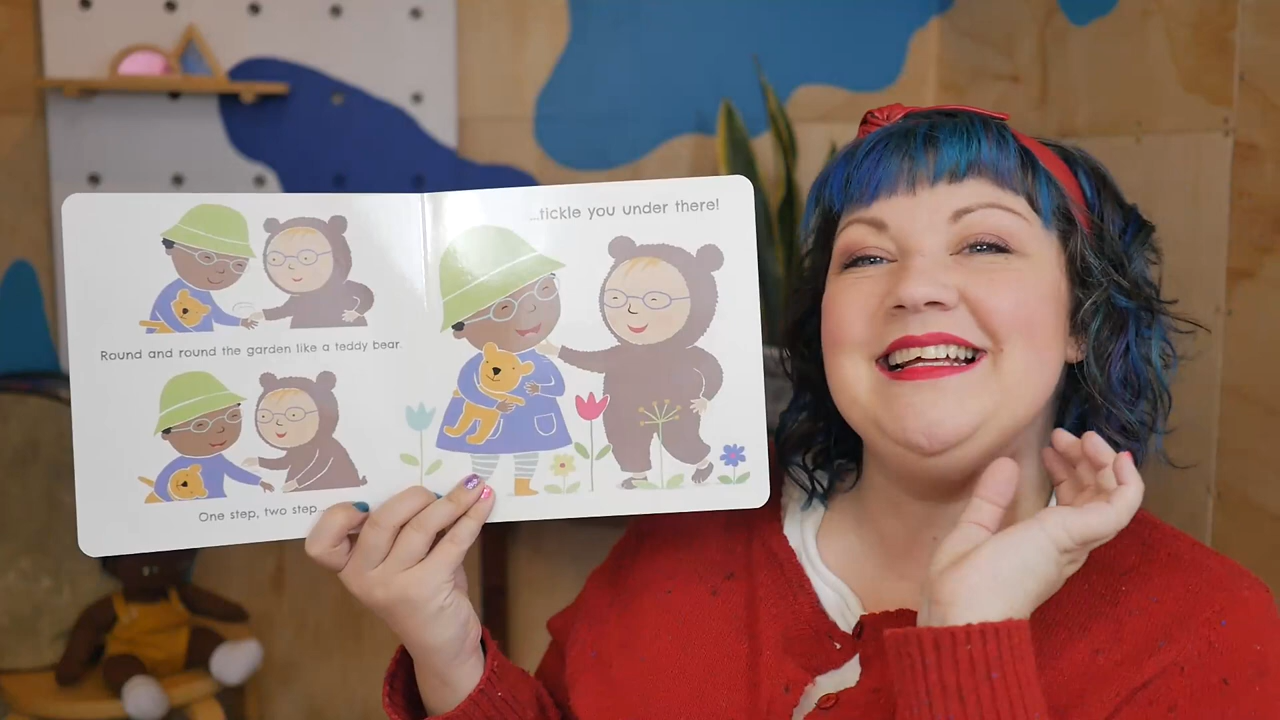 Round and round the garden like a teddy bear.
One step, two step...
...tickle you under there!